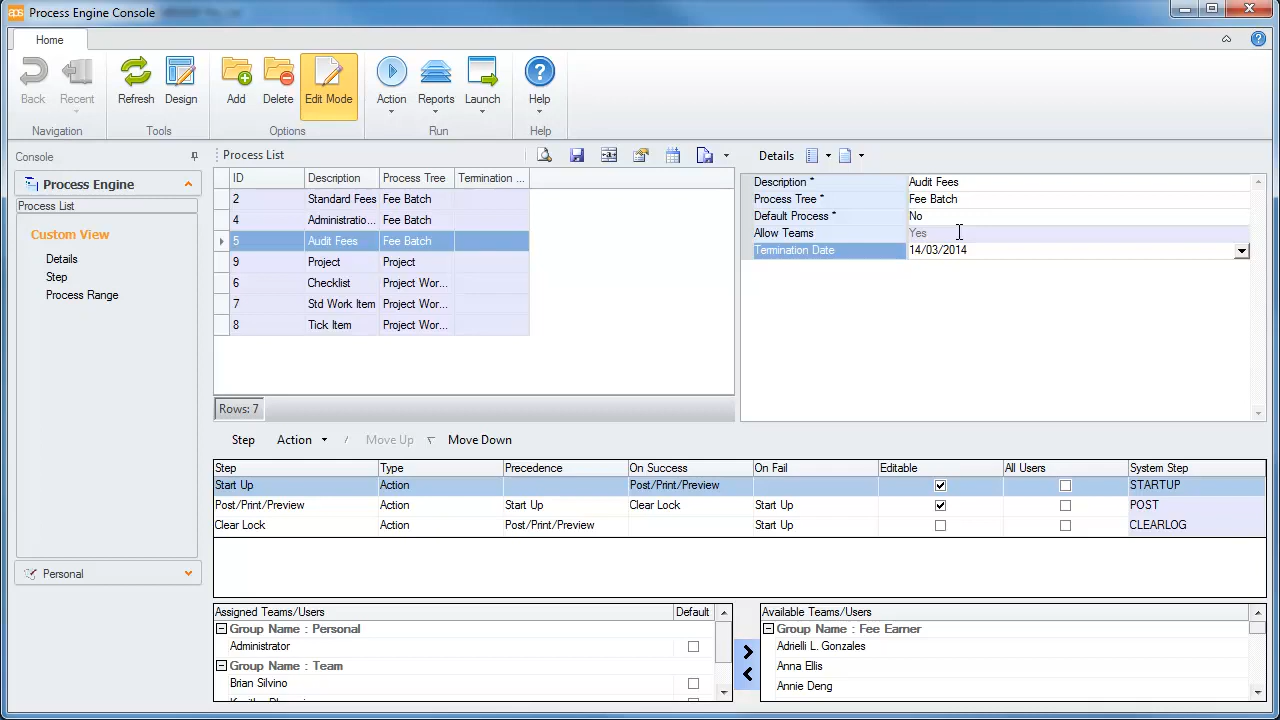 aps Process Engine Console
Home
Back
Recent
Navigation
Refresh
Design
Tools
Add
Delete
Edit Mode
Options
Action
Reports
Launch
Run
Help
Help
Console
Process Engine
Process List
Custom View
Details
Step
Process Range
Personal
Process List
ID Description Process Tree Termination ...
2 Standard Fees Fee Batch
4 Administratio... Fee Batch
5 Audit Fees Fee Batch
9 Project Project
6 Checklist Project Wor...
7 Std Work Item Project Wor...
8 Tick Item Project Wor...
Rows: 7
Details
Description * Audit Fees
Process Tree * Fee Batch
Default Process * No
Allow Teams Yes
Termination Date 14/03/2014
Step Action Move Up Move Down
Step Type Precedence On Success On Fail Editable All Users System Step
Start Up Action Post/Print/Preview STARTUP
Post/Print/Preview Action Start Up Clear Lock Start Up POST
Clear Lock Action Post/Print/Preview Start Up CLEARLOG
Assigned Teams/Users Default
Group Name : Personal
Administrator
Group Name : Team
Brian Silvino
Available Teams/Users
Group Name : Fee Earner
Adrielli L. Gonzales
Anna Ellis
Annie Deng